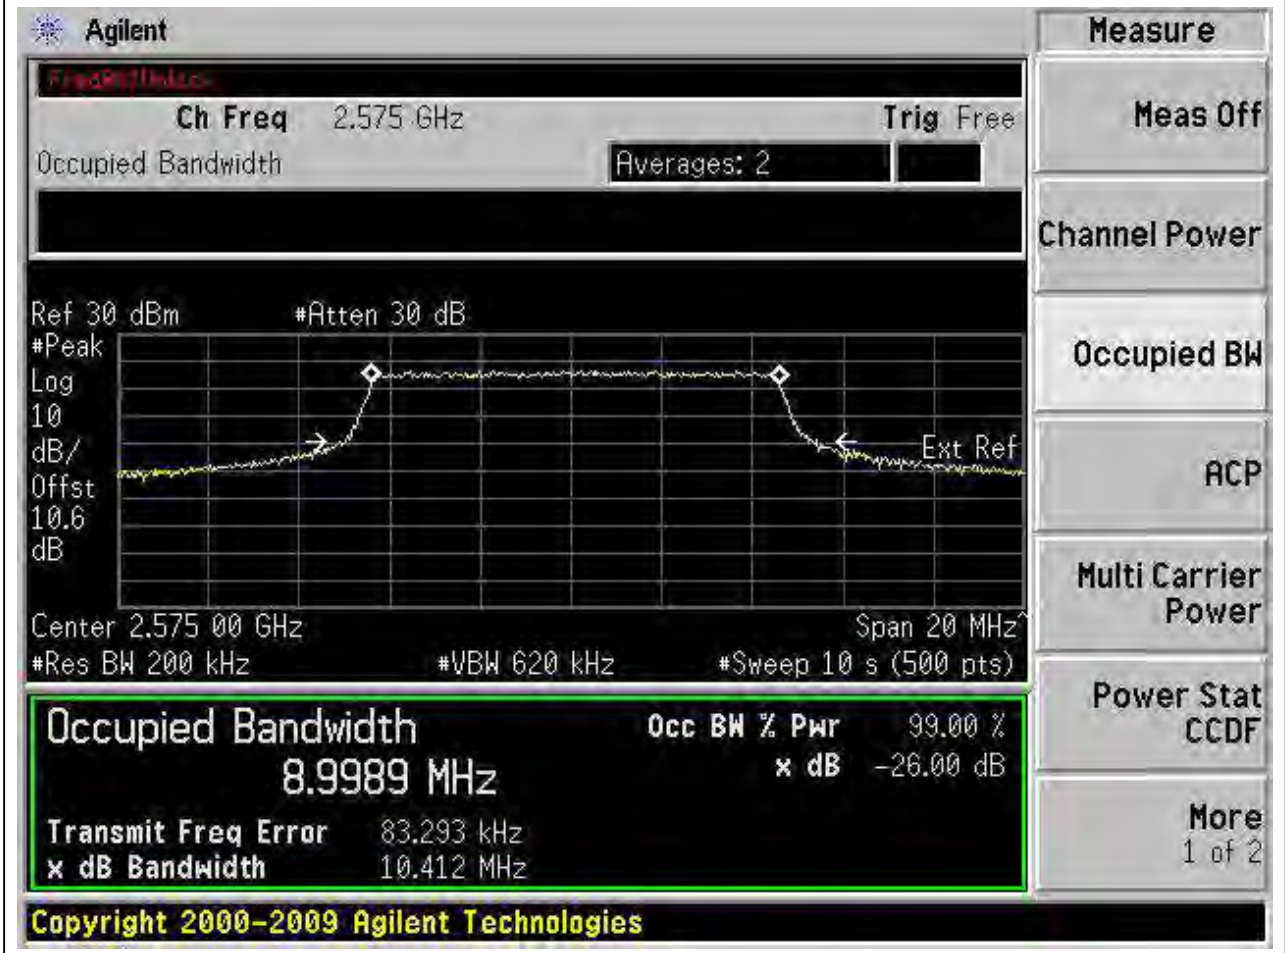 Agilent
Measure
Ch Freq 2.575 GHz Trig Free
Occupied Bandwidth Averages: 2
Meas Off
Channel Power
Occupied BW
ACP
Multi Carrier
Power
Power Stat
CCDF
More
1 of 2
Ref 30 dBm #Atten 30 dB
#Peak
Log
10
dB/
Offst
10.6
dB
Ext Ref
Center 2.575 00 GHz Span 20 MHz^
#Res BW 200 kHz #VBW 620 kHz #Sweep 10 s (500 pts)
Occupied Bandwidth
8.9989 MHz
Occ BW % Pwr 99.00 %
x dB -26.00 dB
Transmit Freq Error 83.293 kHz
x dB Bandwidth 10.412 MHz
Copyright 2000-2009 Agilent Technologies